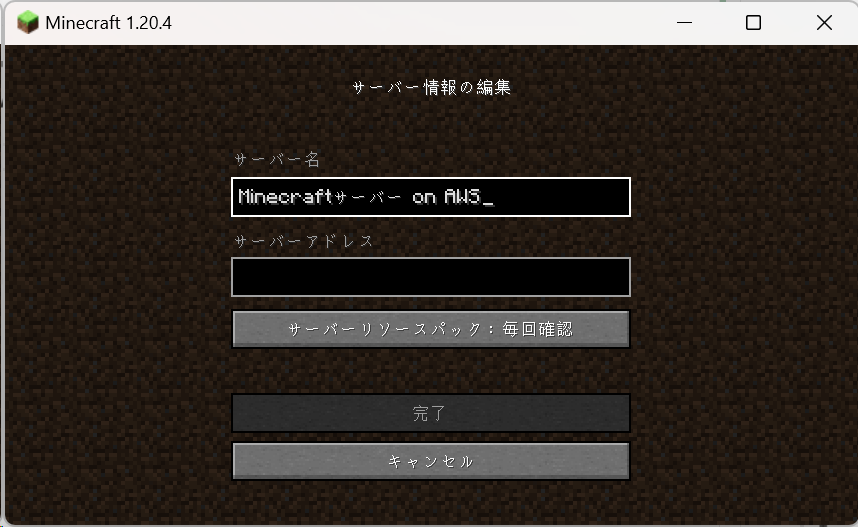 Minecraft 1.20.4
サーバー情報の編集
サーバー名
Minecraftサーバー on AWS_
サーバーアドレス
サーバーリソースパック：毎回確認
完了
キャンセル